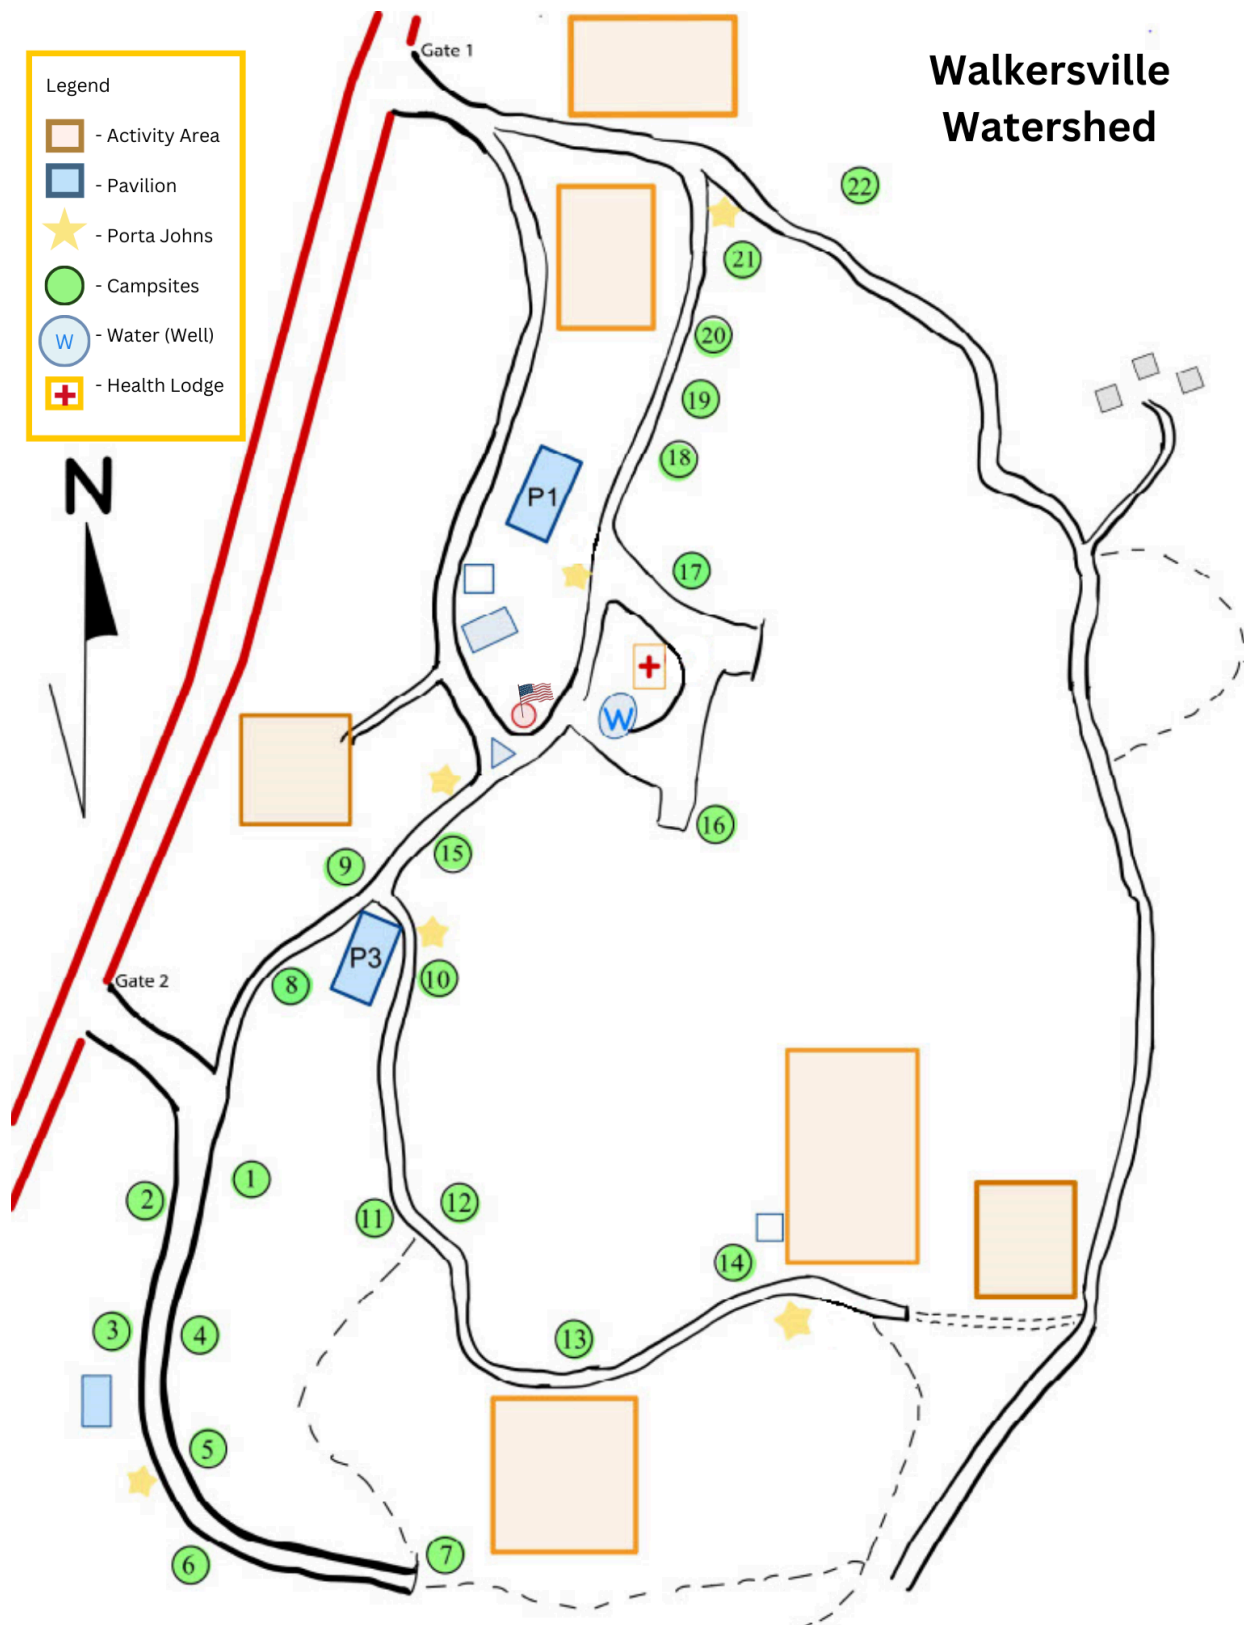 Gate 1
Walkersville
Watershed
Legend
- Activity Area
- Pavilion
- Porta Johns
- Campsites
W - Water (Well)
- Health Lodge
22
21
20
19
18
N
P1
17
W
16
9
15
P3
10
8
Gate 2
1
2
12
11
14
3
4
13
5
7
6